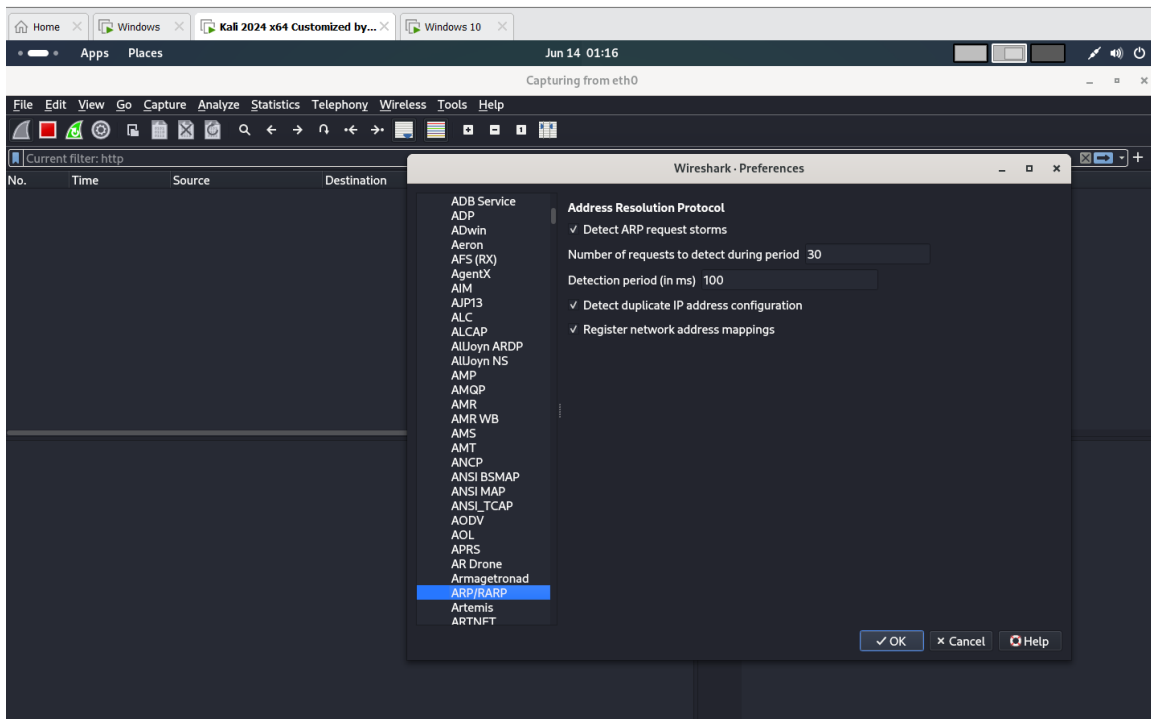 Home Windows Kali 2024 x64 Customized by... Windows 10
Apps Places Jun 14 01:16
Capturing from eth0
File Edit View Go Capture Analyze Statistics Telephony Wireless Tools Help
Current filter: http
No. Time Source Destination
Wireshark · Preferences
ADB Service
ADP
ADwin
Aeron
AFS (RX)
AgentX
AIM
AJP13
ALC
ALCAP
AllJoyn ARDP
AllJoyn NS
AMP
AMQP
AMR
AMR WB
AMS
AMT
ANCP
ANSI BSMAP
ANSI MAP
ANSI_TCAP
AODV
AOL
APRS
AR Drone
Armagetronad
ARP/RARP
Artemis
ARTNET
Address Resolution Protocol
Detect ARP request storms
Number of requests to detect during period 30
Detection period (in ms) 100
Detect duplicate IP address configuration
Register network address mappings
OK Cancel Help